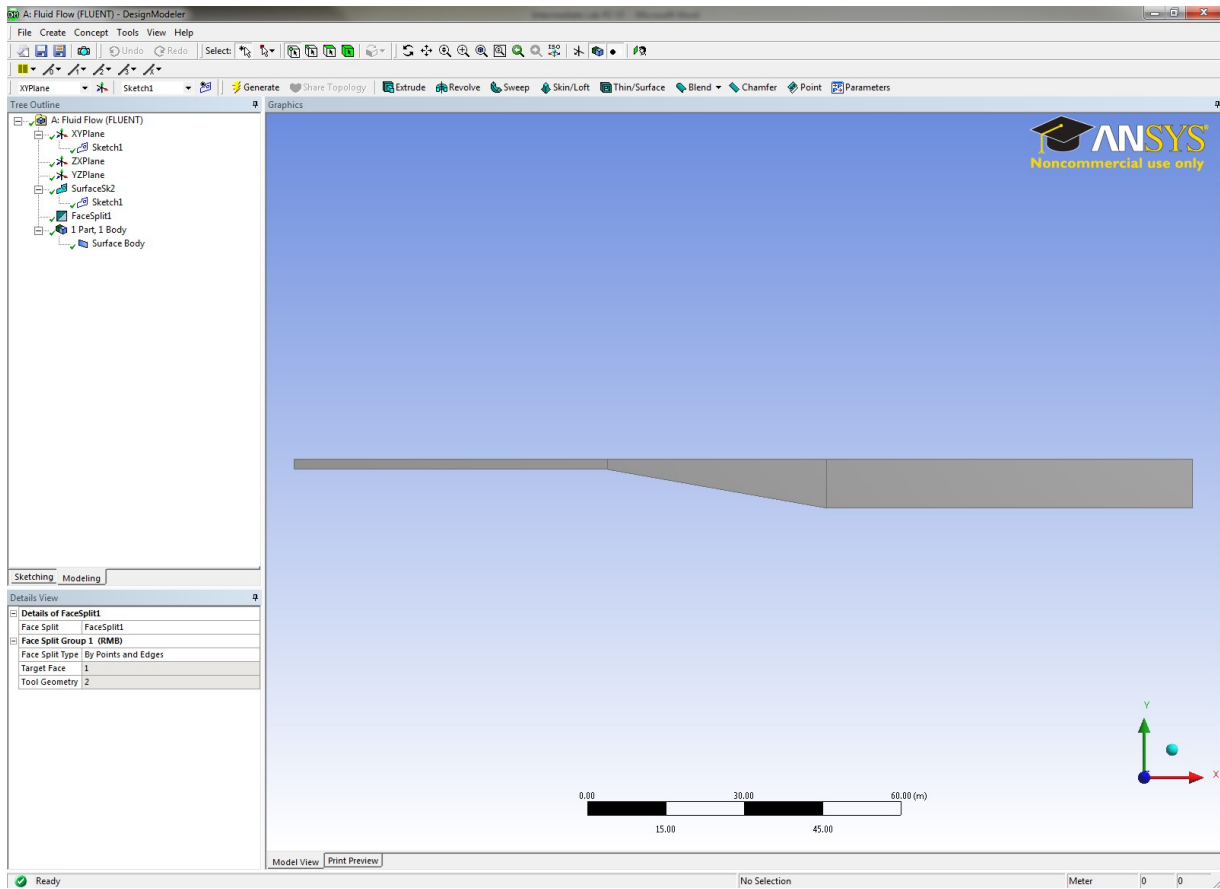 A: Fluid Flow (FLUENT) - DesignModeler
File Create Concept Tools View Help
Undo Redo Select: ISO
XYPlane Sketch1 Generate Share Topology Extrude Revolve Sweep Skin/Loft Thin/Surface Blend Chamfer Point Parameters
Tree Outline
A: Fluid Flow (FLUENT)
XYPlane
Sketch1
ZXPlane
YZPlane
SurfaceSk2
Sketch1
FaceSplit1
1 Part, 1 Body
Surface Body
Sketching Modeling
Details View
Details of FaceSplit1
Face Split FaceSplit1
Face Split Group 1 (RMB)
Face Split Type By Points and Edges
Target Face 1
Tool Geometry 2
Graphics
ANSYS
Noncommercial use only
Y
X
0.00 30.00 60.00 (m)
15.00 45.00
Model View Print Preview
Ready No Selection Meter 0 0